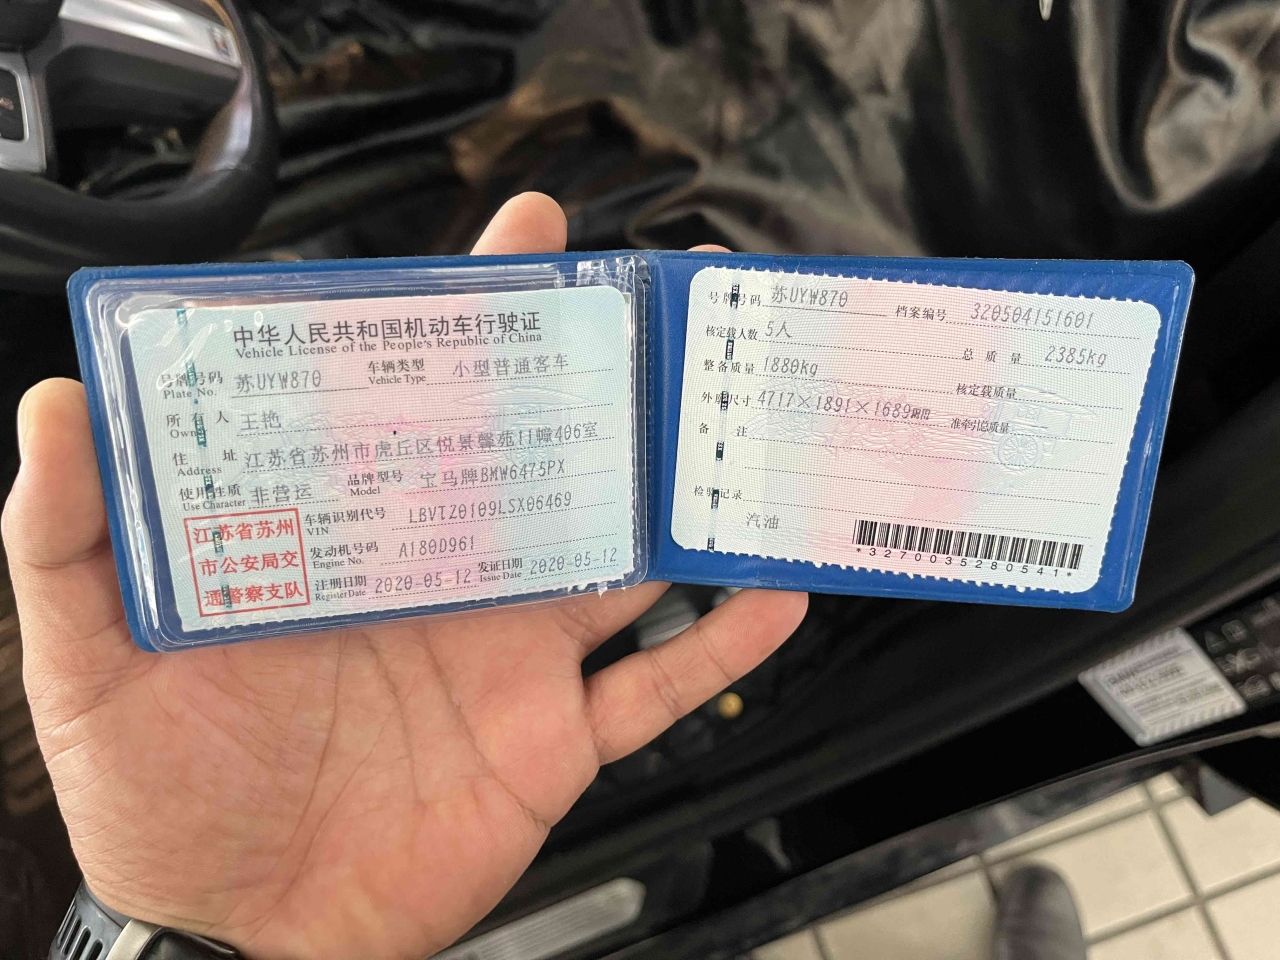 中华人民共和国机动车行驶证
Vehicle License of the People's Republic of China
号牌号码 苏UYW870 车辆类型 小型普通客车
Plate No. Vehicle Type
所有人 王艳
Owner
住址 江苏省苏州市虎丘区悦景馨苑11幢406室
Address
使用性质 非营运 品牌型号 宝马牌BMW6475PX
Use Character Model
江苏省苏州
市公安局交
通警察支队
车辆识别代号 LBVTZ0109LSX06469
VIN
发动机号码 A180D961
Engine No.
注册日期 2020-05-12 发证日期 2020-05-12
Register Date Issue Date
号牌号码 苏UYW870 档案编号 320504151601
核定载人数 5人 总质量 2385kg
整备质量 1880kg 核定载质量
外廓尺寸 4717×1891×1689mm 准牵引总质量
备注
检验记录
汽油
*3270035280541*